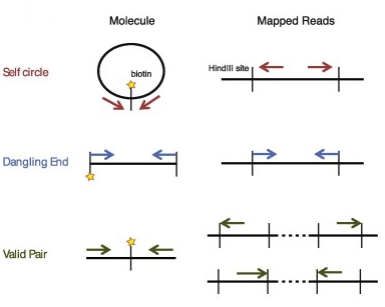 Molecule Mapped Reads
Self circle
biotin
HindIII site
Dangling End
Valid Pair